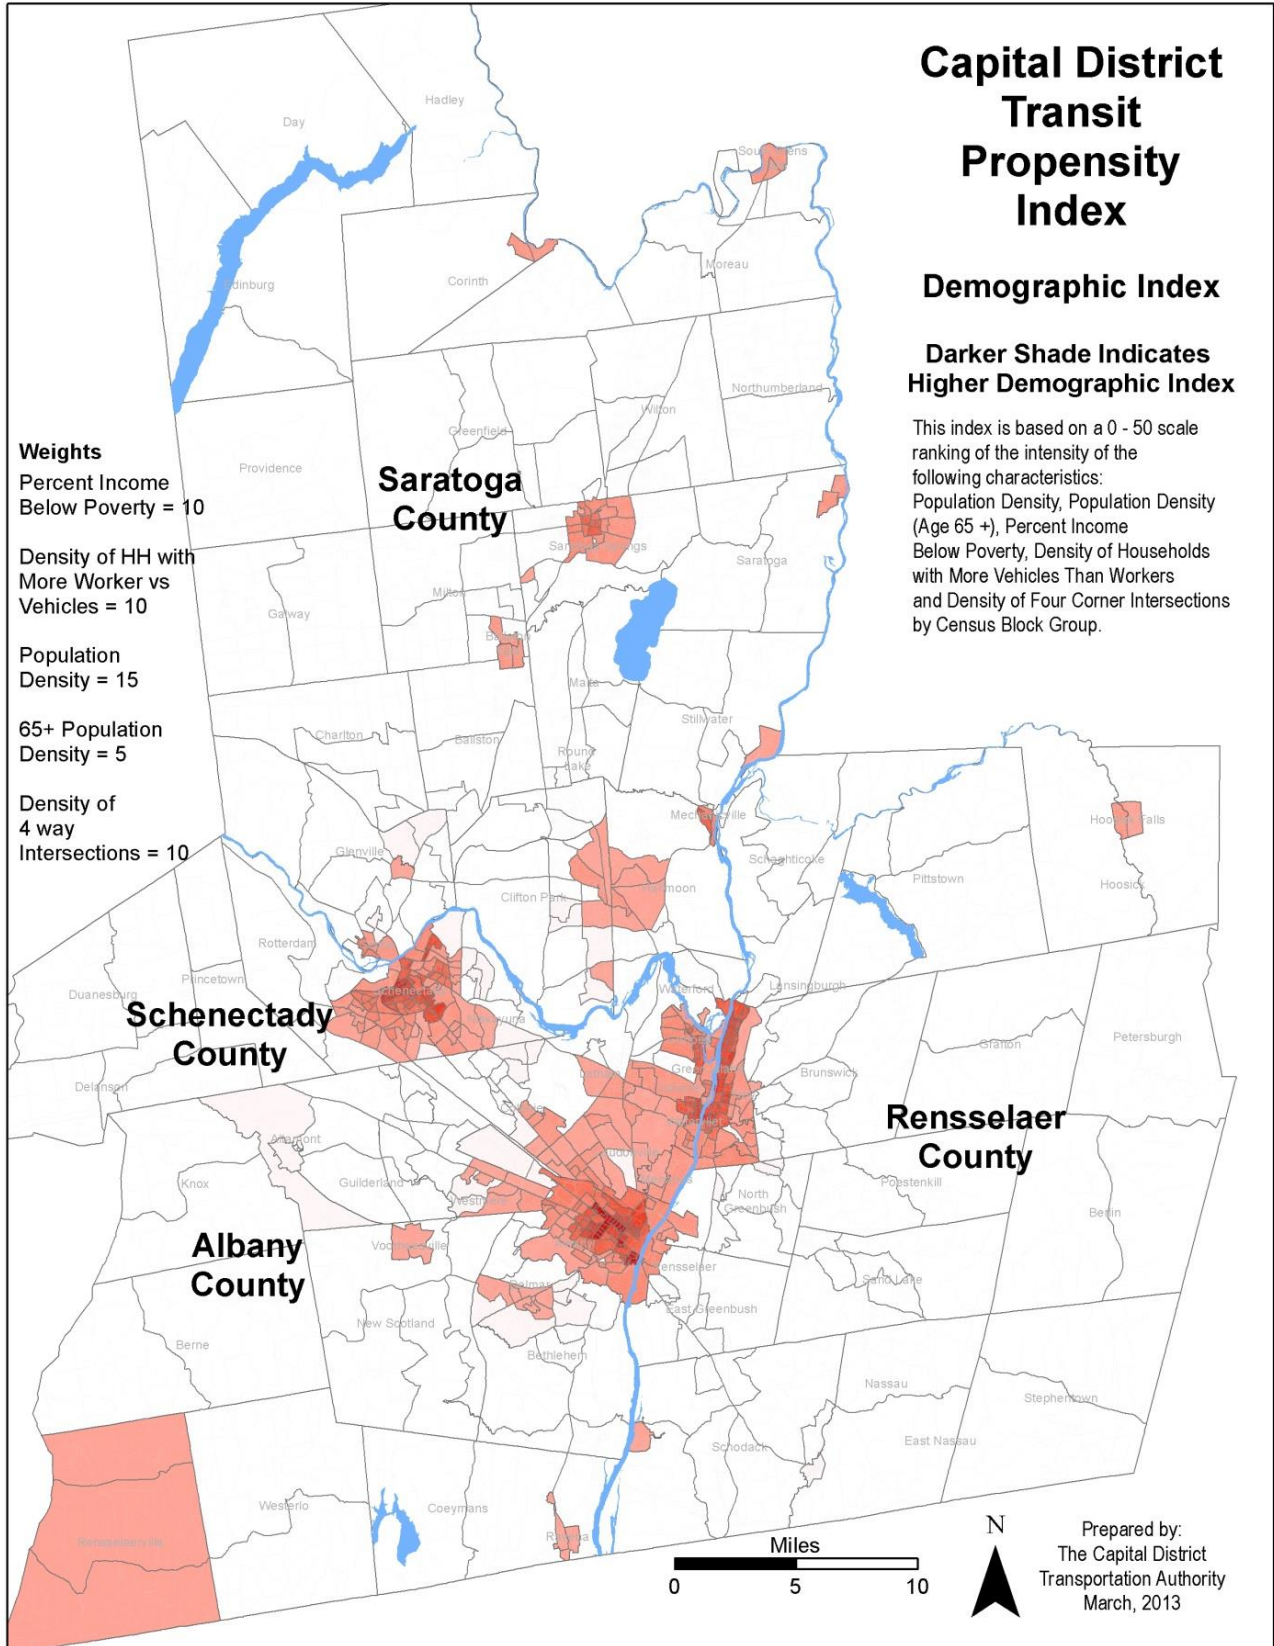 Capital District
Transit
Propensity
Index
Demographic Index
Darker Shade Indicates
Higher Demographic Index
This index is based on a 0 - 50 scale
ranking of the intensity of the
following characteristics:
Population Density, Population Density
(Age 65 +), Percent Income
Below Poverty, Density of Households
with More Vehicles Than Workers
and Density of Four Corner Intersections
by Census Block Group.
Weights
Percent Income
Below Poverty = 10
Density of HH with
More Worker vs
Vehicles = 10
Population
Density = 15
65+ Population
Density = 5
Density of
4 way
Intersections = 10
Hadley
Day
Corinth
Moreau
Northumberland
Wilton
Greenfield
Providence
Saratoga
County
Saratoga
Milton
Galway
Malta
Stillwater
Charlton
Ballston
Round
Lake
Mechanicville
Hoosick Falls
Glenville
Schaghticoke
Pittstown
Hoosick
Clifton Park
Rotterdam
Princetown
Duanesburg
Waterford
Lansingburgh
Schenectady
County
Schenectady
Petersburgh
Grafton
Brunswick
Delanson
Rensselaer
County
Altamont
Knox
Guilderland
Poestenkill
North
Greenbush
Berlin
Albany
County
Voorheesville
Sand Lake
East Greenbush
Delmar
New Scotland
Berne
Bethlehem
Nassau
Stephentown
East Nassau
Schodack
Westerlo
Coeymans
Rensselaerville
Miles
0 5 10
N
Prepared by:
The Capital District
Transportation Authority
March, 2013